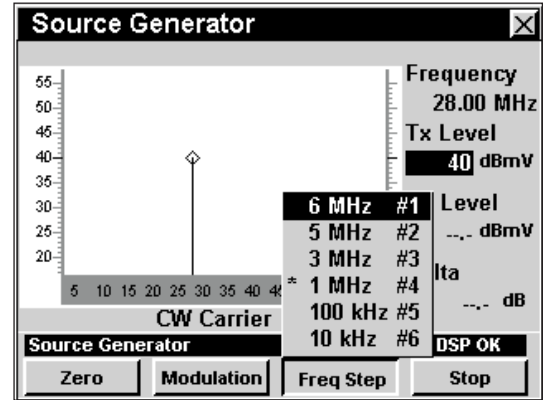 Source Generator
55
50
45
40
35
30
25
20
5 10 15 20 25 30 35 40
CW Carrier
Frequency
28.00 MHz
Tx Level
40 dBmV
Level
--.- dBmV
lta
--.- dB
6 MHz #1
5 MHz #2
3 MHz #3
* 1 MHz #4
100 kHz #5
10 kHz #6
Source Generator
DSP OK
Zero
Modulation
Freq Step
Stop